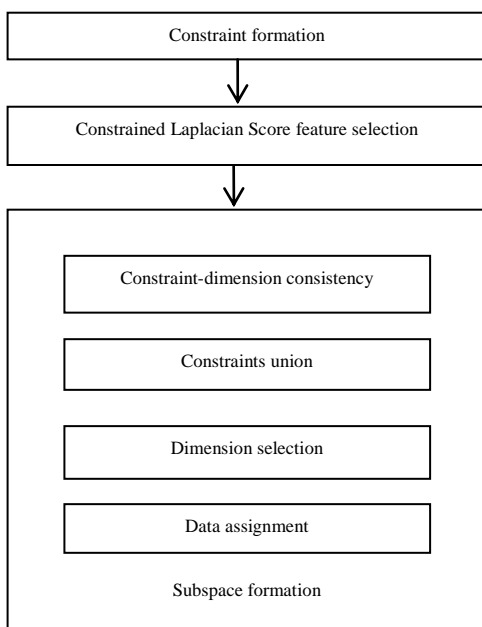 Constraint formation
Constrained Laplacian Score feature selection
Constraint-dimension consistency
Constraints union
Dimension selection
Data assignment
Subspace formation